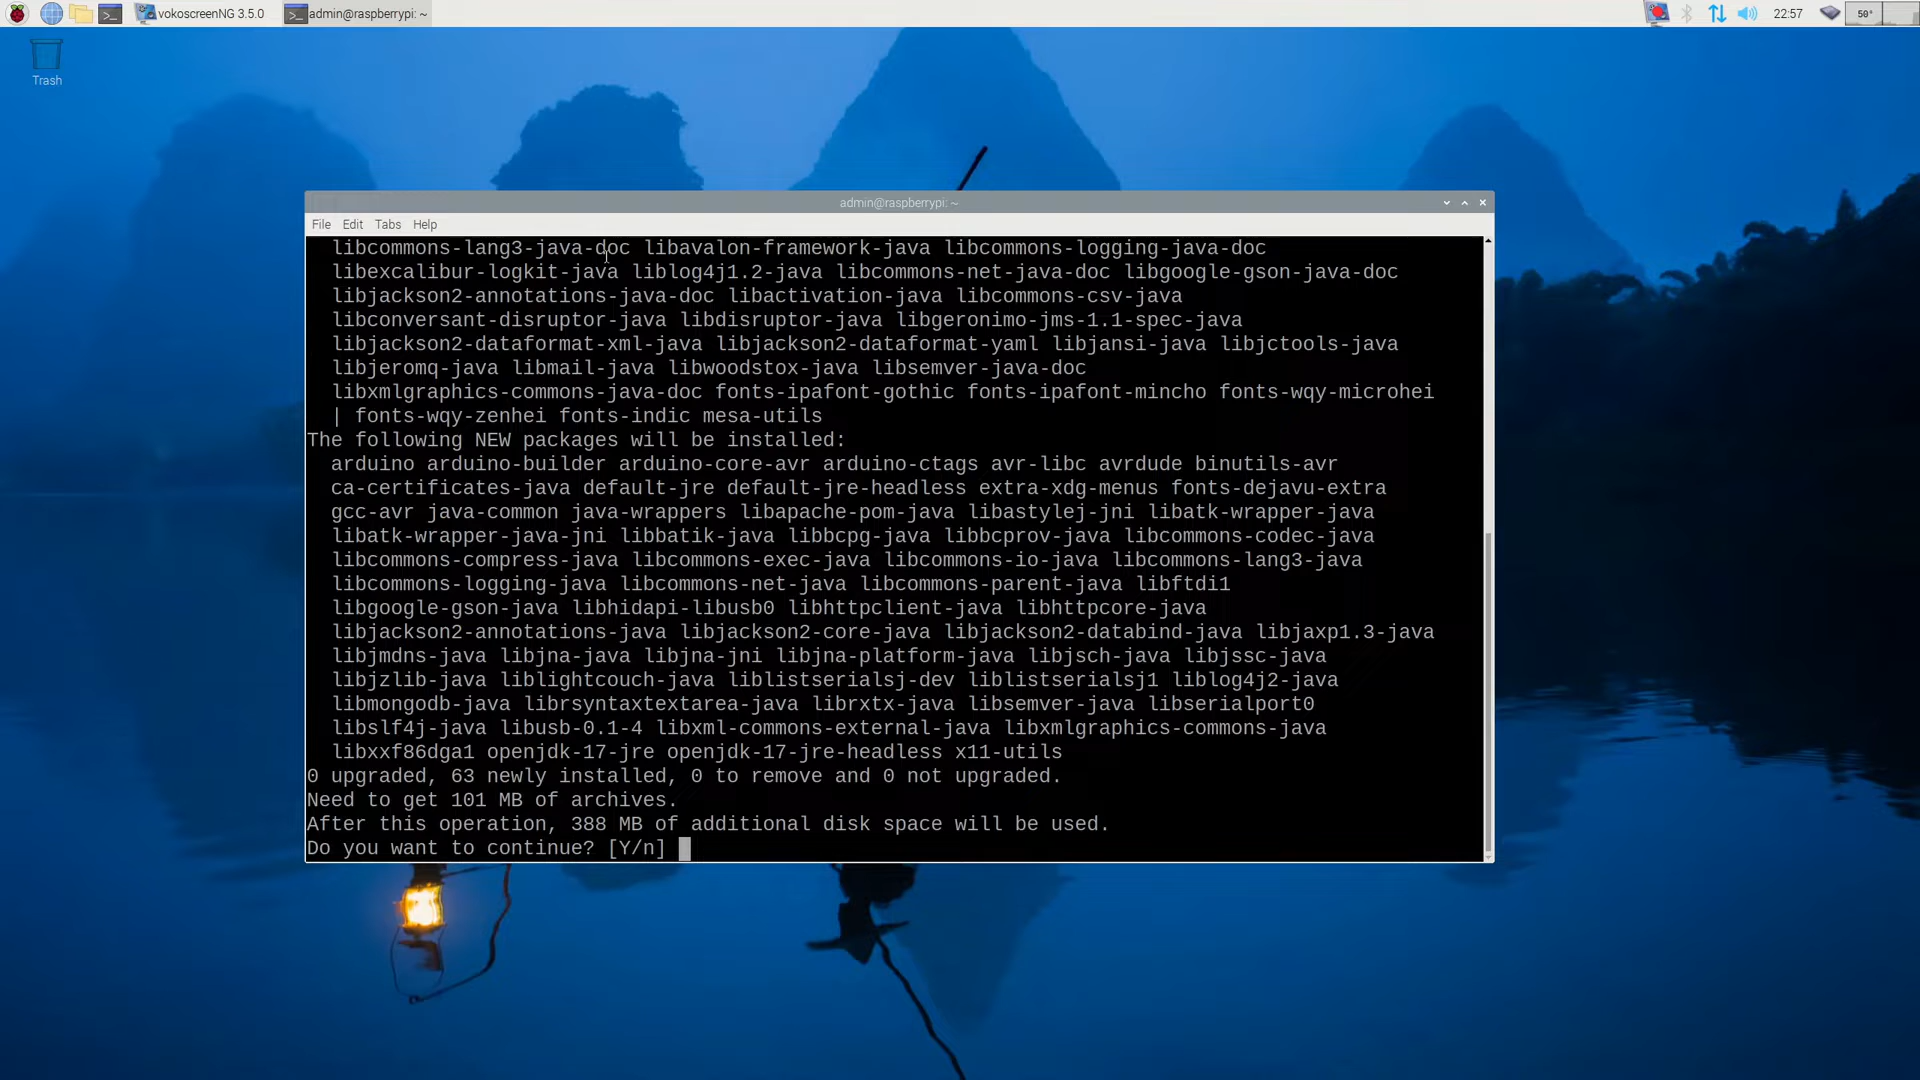 vokoscreenNG 3.5.0 admin@raspberrypi: ~ 22:57 50°
Trash
admin@raspberrypi: ~
File Edit Tabs Help
libcommons-lang3-java-doc libavalon-framework-java libcommons-logging-java-doc
libexcalibur-logkit-java liblog4j1.2-java libcommons-net-java-doc libgoogle-gson-java-doc
libjackson2-annotations-java-doc libactivation-java libcommons-csv-java
libconversant-disruptor-java libdisruptor-java libgeronimo-jms-1.1-spec-java
libjackson2-dataformat-xml-java libjackson2-dataformat-yaml libjansi-java libjctools-java
libjeromq-java libmail-java libwoodstox-java libsemver-java-doc
libxmlgraphics-commons-java-doc fonts-ipafont-gothic fonts-ipafont-mincho fonts-wqy-microhei
| fonts-wqy-zenhei fonts-indic mesa-utils
The following NEW packages will be installed:
arduino arduino-builder arduino-core-avr arduino-ctags avr-libc avrdude binutils-avr
ca-certificates-java default-jre default-jre-headless extra-xdg-menus fonts-dejavu-extra
gcc-avr java-common java-wrappers libapache-pom-java libastylej-jni libatk-wrapper-java
libatk-wrapper-java-jni libbatik-java libbcpg-java libbcprov-java libcommons-codec-java
libcommons-compress-java libcommons-exec-java libcommons-io-java libcommons-lang3-java
libcommons-logging-java libcommons-net-java libcommons-parent-java libftdi1
libgoogle-gson-java libhidapi-libusb0 libhttpclient-java libhttpcore-java
libjackson2-annotations-java libjackson2-core-java libjackson2-databind-java libjaxp1.3-java
libjmdns-java libjna-java libjna-jni libjna-platform-java libjsch-java libjssc-java
libjzlib-java liblightcouch-java liblistserialsj-dev liblistserialsj1 liblog4j2-java
libmongodb-java librsyntaxtextarea-java librxtx-java libsemver-java libserialport0
libslf4j-java libusb-0.1-4 libxml-commons-external-java libxmlgraphics-commons-java
libxxf86dga1 openjdk-17-jre openjdk-17-jre-headless x11-utils
0 upgraded, 63 newly installed, 0 to remove and 0 not upgraded.
Need to get 101 MB of archives.
After this operation, 388 MB of additional disk space will be used.
Do you want to continue? [Y/n]